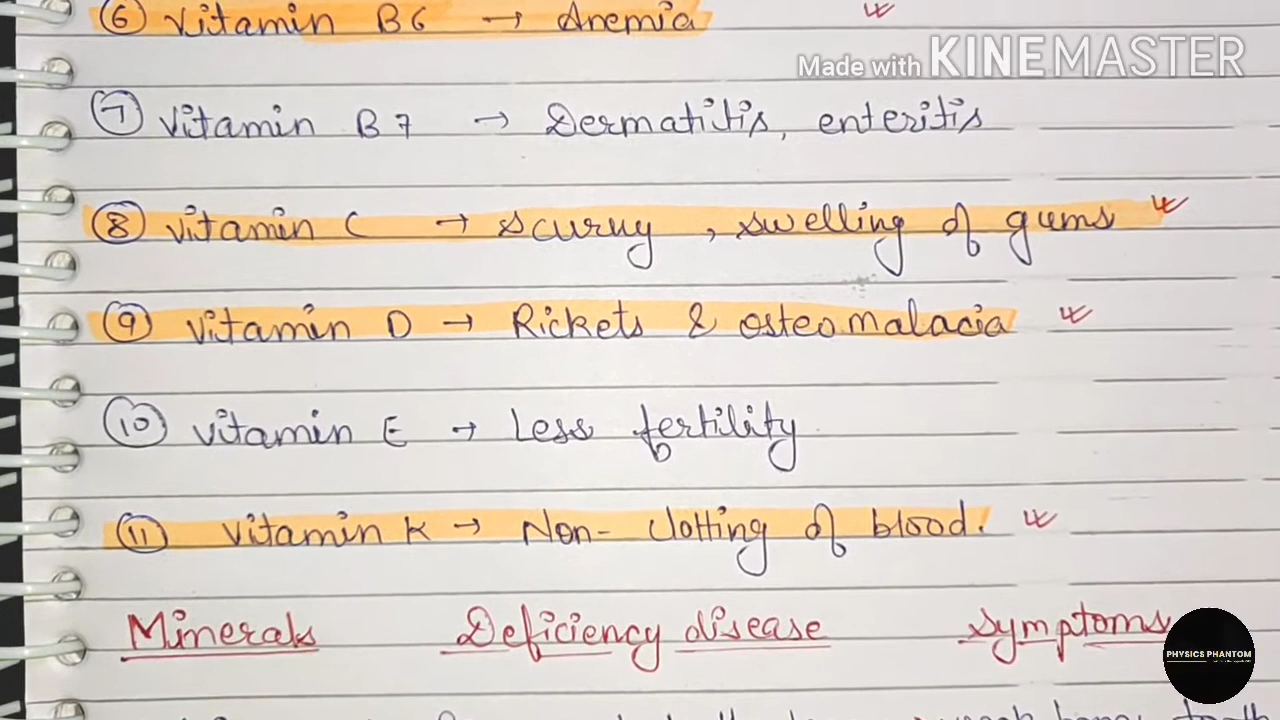 ⑥ Vitamin B6 → Anemia
Made with KINEMASTER
⑦ Vitamin B7 → Dermatitis, enteritis
⑧ Vitamin C → Scurvy, swelling of gums
⑨ Vitamin D → Rickets & osteomalacia
⑩ Vitamin E → Less fertility
⑪ Vitamin K → Non-Clotting of blood.
Minerals Deficiency disease Symptoms
PHYSICS PHANTOM